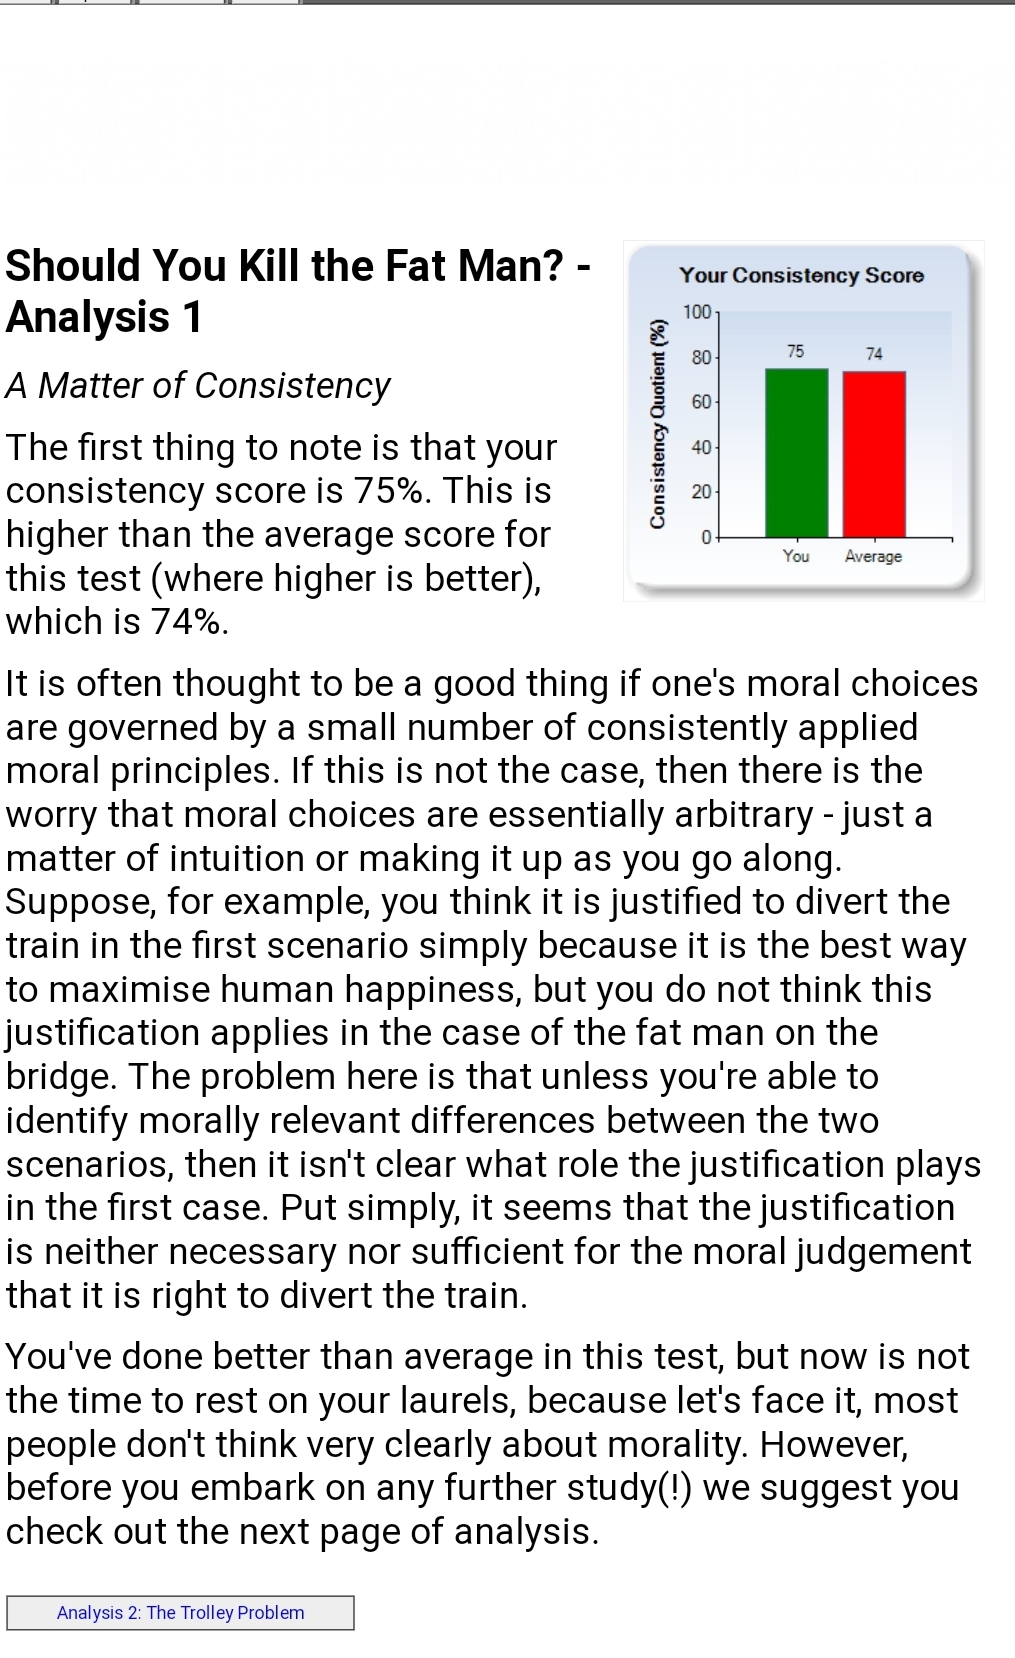 Should You Kill the Fat Man? -
Analysis 1
A Matter of Consistency
The first thing to note is that your
consistency score is 75%. This is
higher than the average score for
this test (where higher is better),
which is 74%.
Your Consistency Score
Consistency Quotient (%)
100
80
60
40
20
0
75
74
You
Average
It is often thought to be a good thing if one's moral choices
are governed by a small number of consistently applied
moral principles. If this is not the case, then there is the
worry that moral choices are essentially arbitrary - just a
matter of intuition or making it up as you go along.
Suppose, for example, you think it is justified to divert the
train in the first scenario simply because it is the best way
to maximise human happiness, but you do not think this
justification applies in the case of the fat man on the
bridge. The problem here is that unless you're able to
identify morally relevant differences between the two
scenarios, then it isn't clear what role the justification plays
in the first case. Put simply, it seems that the justification
is neither necessary nor sufficient for the moral judgement
that it is right to divert the train.
You've done better than average in this test, but now is not
the time to rest on your laurels, because let's face it, most
people don't think very clearly about morality. However,
before you embark on any further study(!) we suggest you
check out the next page of analysis.
Analysis 2: The Trolley Problem